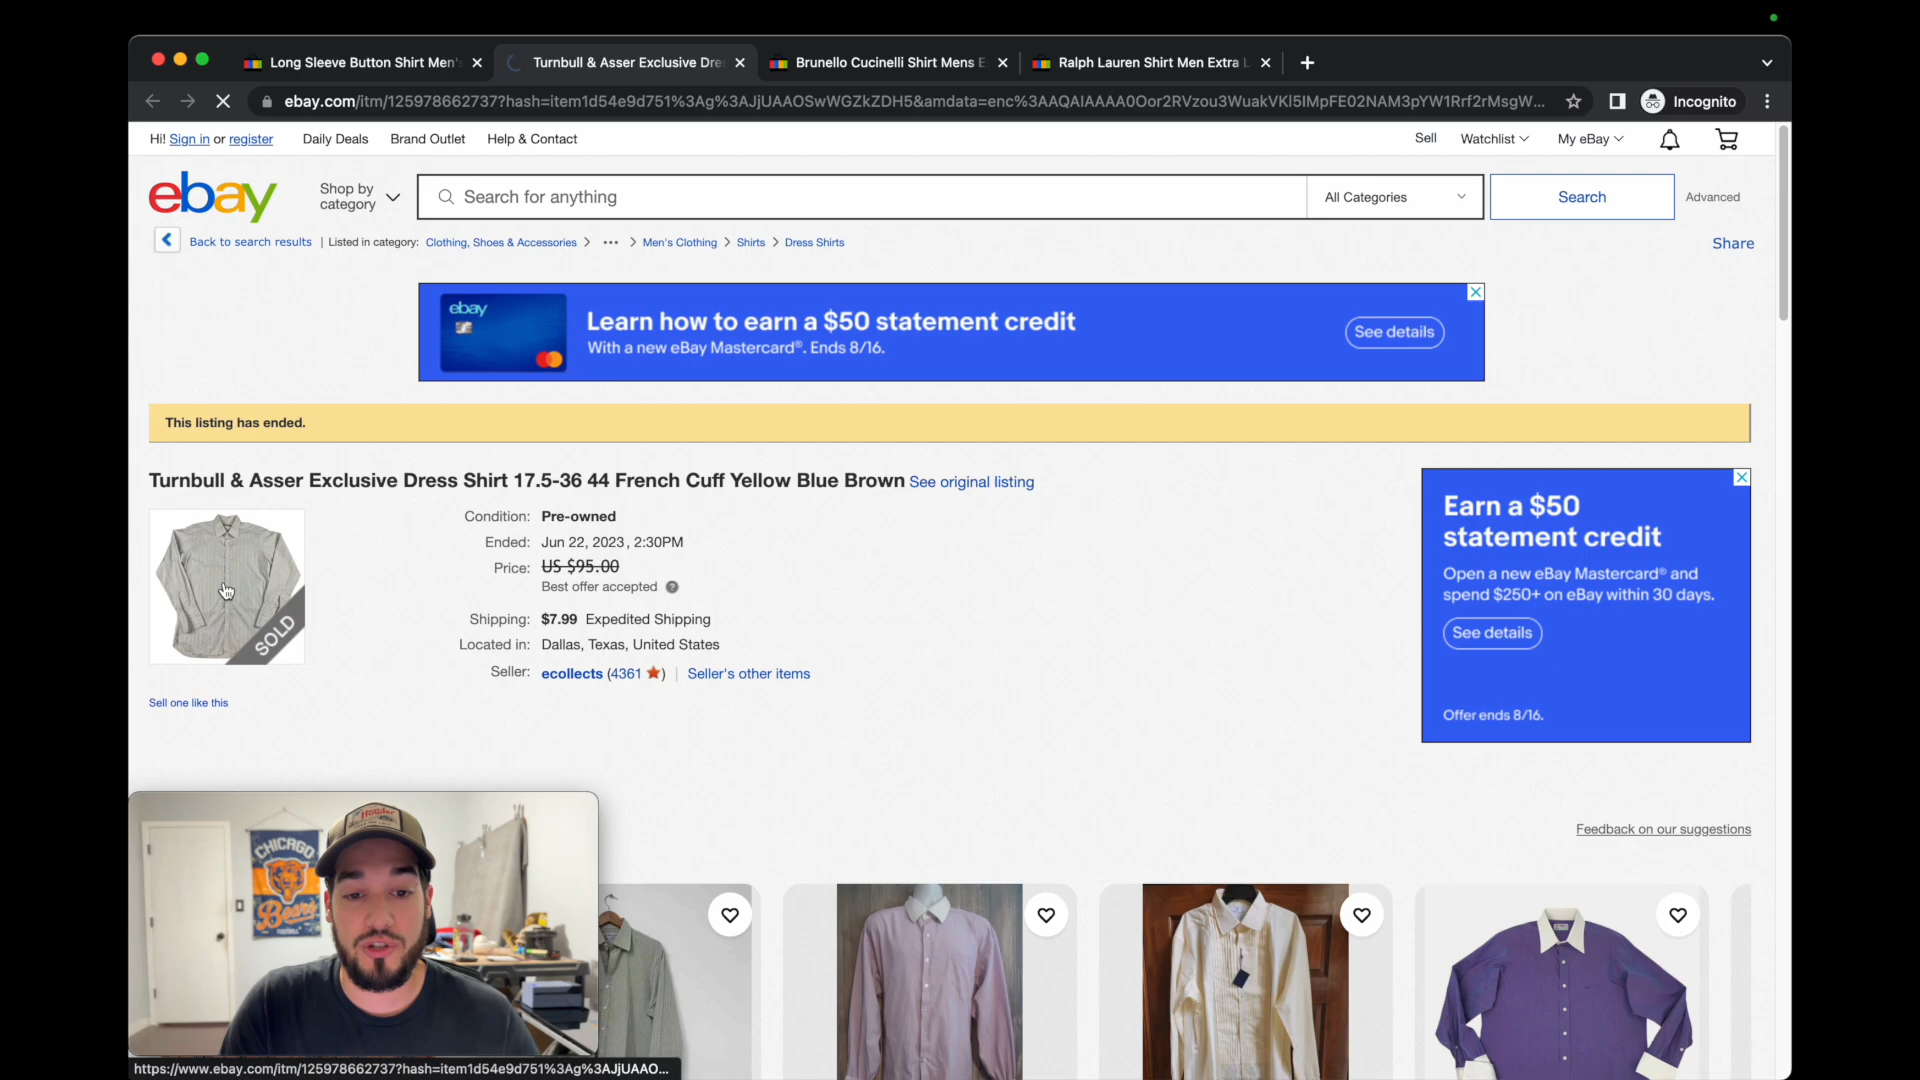 Long Sleeve Button Shirt Men's
Turnbull & Asser Exclusive Dre
Brunello Cucinelli Shirt Mens E
Ralph Lauren Shirt Men Extra L
ebay.com/itm/125978662737?hash=item1d54e9d751%3Ag%3AJjUAAOSwWGZkZDH5&amdata=enc%3AAQAIAAAA0Oor2RVzou3WuakVKl5IMpFE02NAM3pYW1Rrf2rMsgW...
Incognito
Hi! Sign in or register
Daily Deals
Brand Outlet
Help & Contact
Sell
Watchlist
My eBay
ebay
Shop by
category
Search for anything
All Categories
Search
Advanced
Back to search results | Listed in category: Clothing, Shoes & Accessories > ••• > Men's Clothing > Shirts > Dress Shirts
Share
ebay
Learn how to earn a $50 statement credit
With a new eBay Mastercard®. Ends 8/16.
See details
This listing has ended.
Turnbull & Asser Exclusive Dress Shirt 17.5-36 44 French Cuff Yellow Blue Brown See original listing
SOLD
Condition: Pre-owned
Ended: Jun 22, 2023 , 2:30PM
Price: US $95.00
Best offer accepted
Shipping: $7.99 Expedited Shipping
Located in: Dallas, Texas, United States
Seller: ecollects (4361 ) | Seller's other items
Sell one like this
Earn a $50
statement credit
Open a new eBay Mastercard® and
spend $250+ on eBay within 30 days.
See details
Offer ends 8/16.
Feedback on our suggestions
Howler
CHICAGO
Bears
FOOTBALL
https://www.ebay.com/itm/125978662737?hash=item1d54e9d751%3Ag%3AJjUAAO...